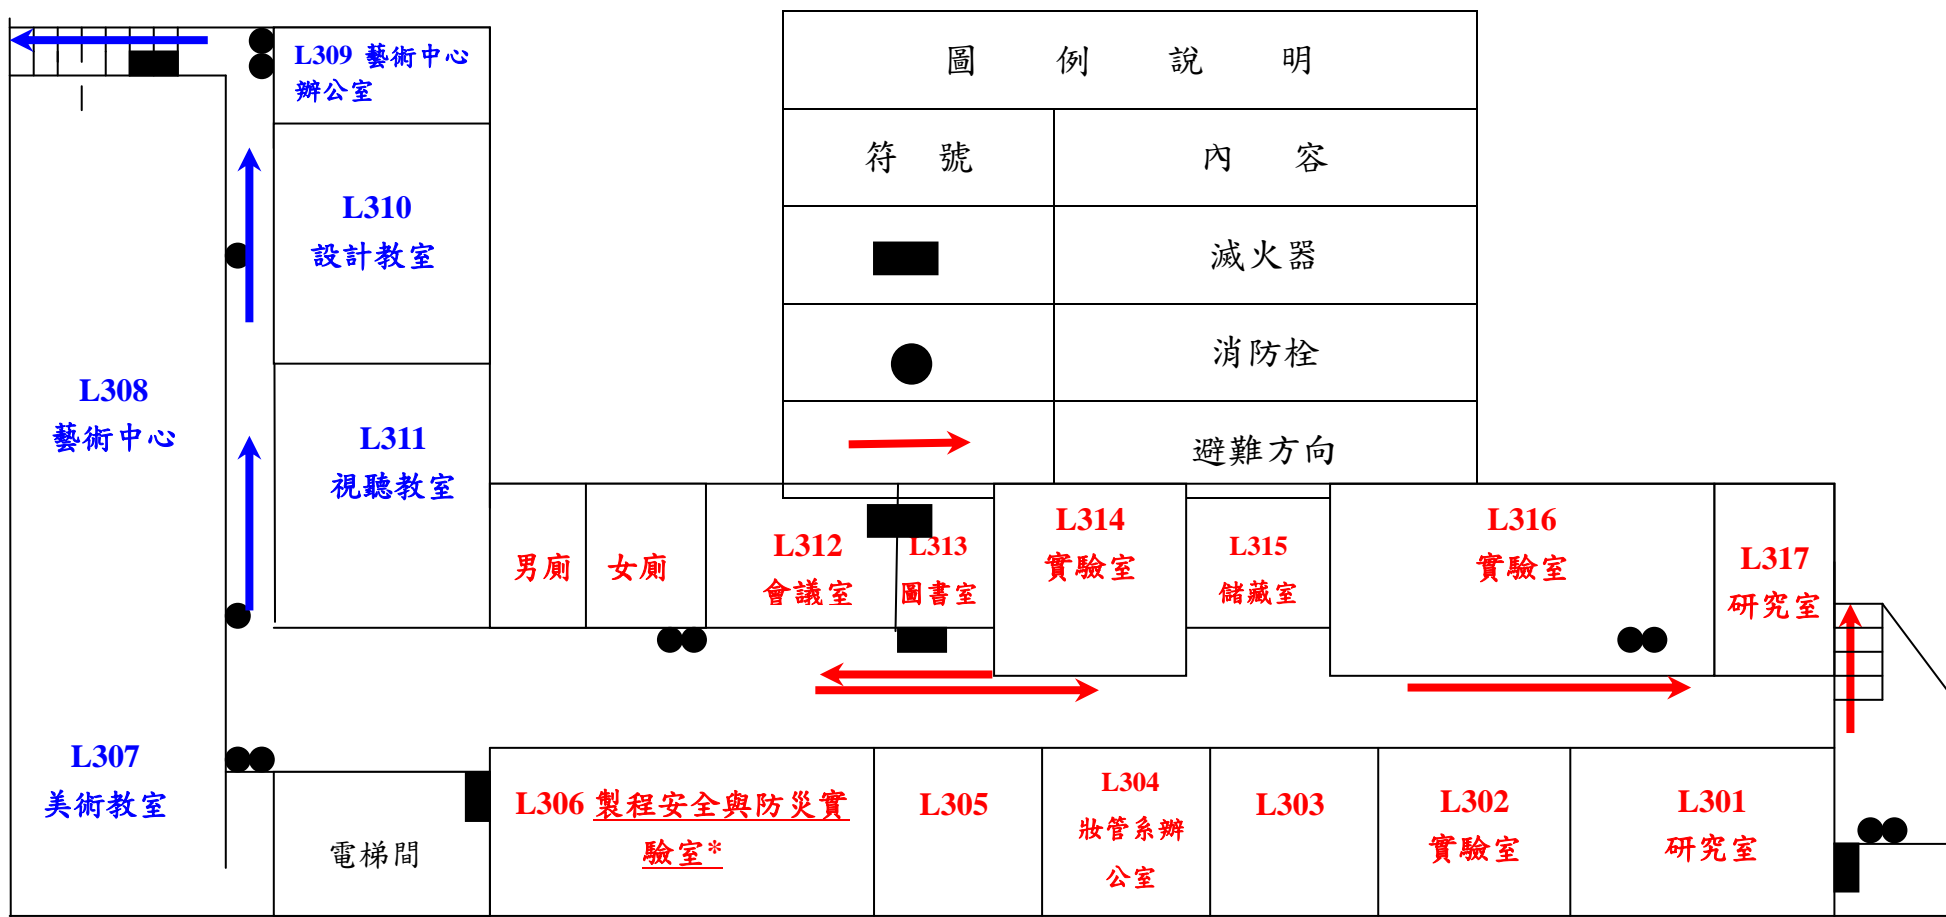 L309 藝術中心
辦公室
L310
設計教室
L308
藝術中心
L311
視聽教室
L307
美術教室
圖 例 說 明
符 號
內 容
滅火器
消防栓
避難方向
男廁
女廁
L312
會議室
L313
圖書室
L314
實驗室
L315
儲藏室
L316
實驗室
L317
研究室
電梯間
L306 製程安全與防災實
驗室*
L305
L304
妝管系辦
公室
L303
L302
實驗室
L301
研究室